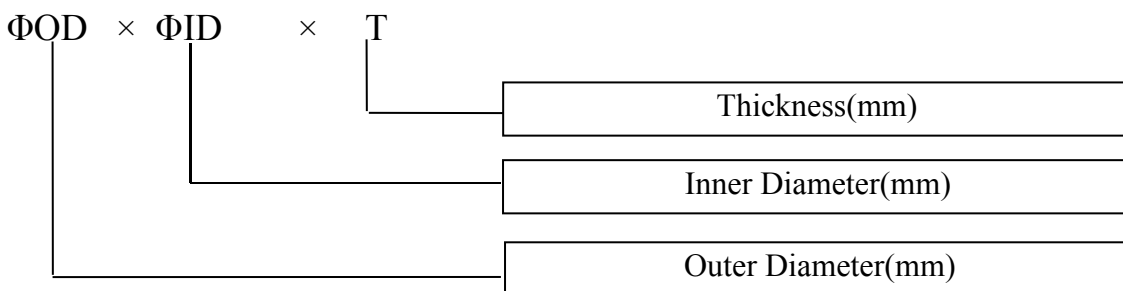 ΦOD × ΦID × T
Thickness(mm)
Inner Diameter(mm)
Outer Diameter(mm)